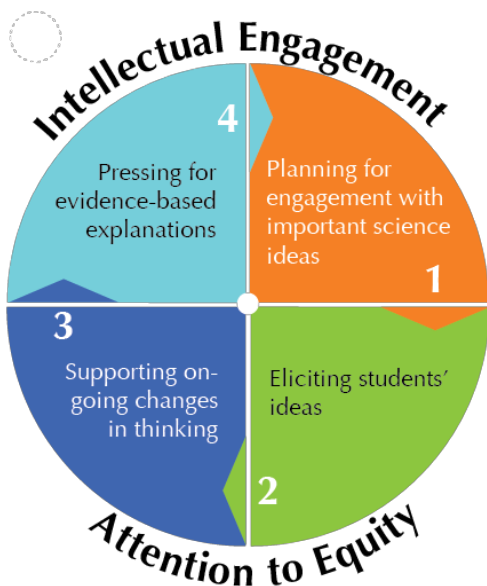 Intellectual Engagement
4
Pressing for
evidence-based
explanations
Planning for
engagement with
important science
ideas
1
3
Supporting on-
going changes
in thinking
Eliciting students’
ideas
2
Attention to Equity